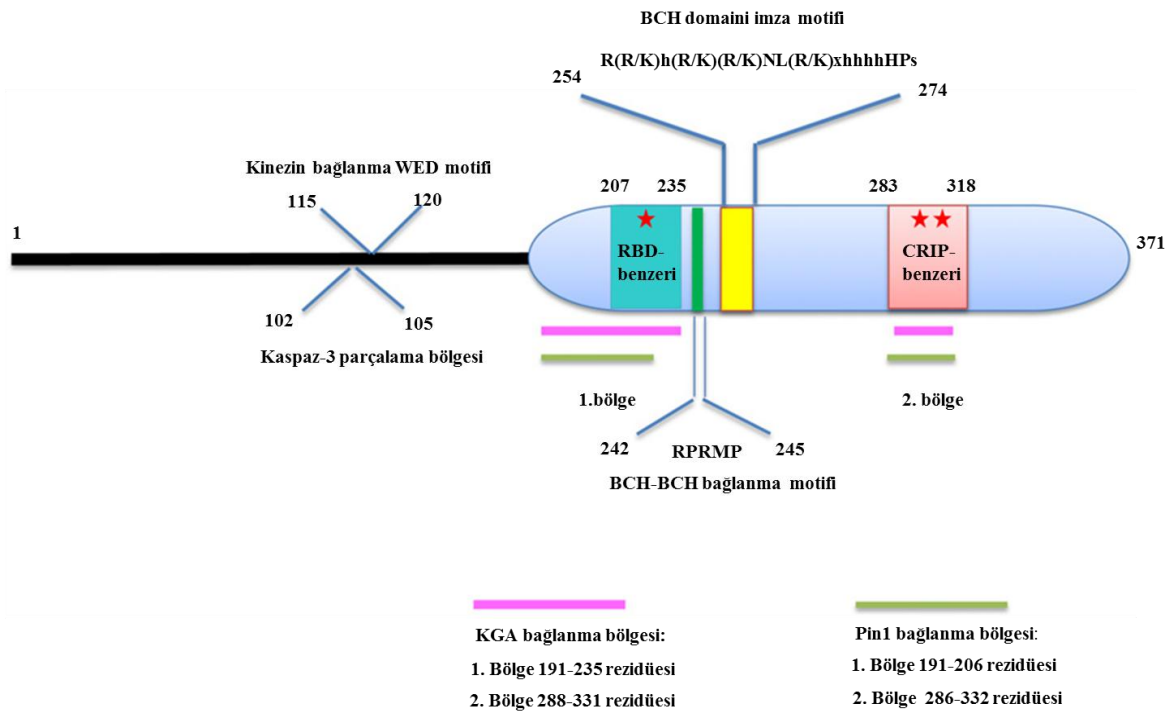 BCH domaini imza motifi
R(R/K)h(R/K)(R/K)NL(R/K)xhhhhHPs
254
274
Kinezin bağlanma WED motifi
115
120
207
235
283
318
1
RBD-
benzeri
CRIP-
benzeri
371
102
105
Kaspaz-3 parçalama bölgesi
1.bölge
2. bölge
242
RPRMP
245
BCH-BCH bağlanma motifi
KGA bağlanma bölgesi:
1. Bölge 191-235 rezidüesi
2. Bölge 288-331 rezidüesi
Pin1 bağlanma bölgesi:
1. Bölge 191-206 rezidüesi
2. Bölge 286-332 rezidüesi